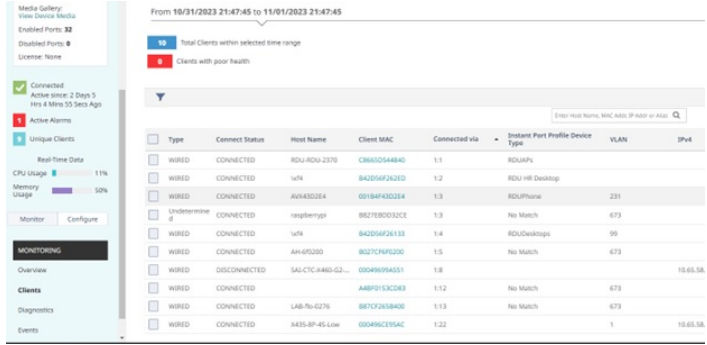 Media Gallery:
View Device Media
Enabled Ports: 32
Disabled Ports: 0
License: None
Connected
Active since: 2 Days 5
Hrs 4 Mins 55 Secs Ago
1 Active Alarms
9 Unique Clients
Real-Time Data
CPU Usage 11%
Memory
Usage 50%
Monitor Configure
MONITORING
Overview
Clients
Diagnostics
Events
From 10/31/2023 21:47:45 to 11/01/2023 21:47:45
10 Total Clients within selected time range
0 Clients with poor health
Enter Host Name, MAC Addr, IP Addr or Alias
Type Connect Status Host Name Client MAC Connected via Instant Port Profile Device Type VLAN IPv4
WIRED CONNECTED RDU-RDU-2370 C8665D544840 1:1 RDUAPs
WIRED CONNECTED \xf4 B42D56F262ED 1:2 RDU HR Desktop
WIRED CONNECTED AVX43D2E4 001B4F43D2E4 1:3 RDUPhone 231
Undetermined CONNECTED raspberrypi B827EBDD32CE 1:3 No Match 673
WIRED CONNECTED \xf4 B42D56F26133 1:4 RDUDesktops 99
WIRED CONNECTED AH-6f0200 BG27CF6F0200 1:5 No Match 673
WIRED DISCONNECTED SAI-CTC-X460-G2-... 00049699A551 1:8 10.65.58.
WIRED CONNECTED A4BF0153CD83 1:12 No Match 673
WIRED CONNECTED LAB-flo-0276 B87CF2658400 1:13 No Match 673
WIRED CONNECTED X435-8P-4S-Low 000496CE95AC 1:22 1 10.65.58.